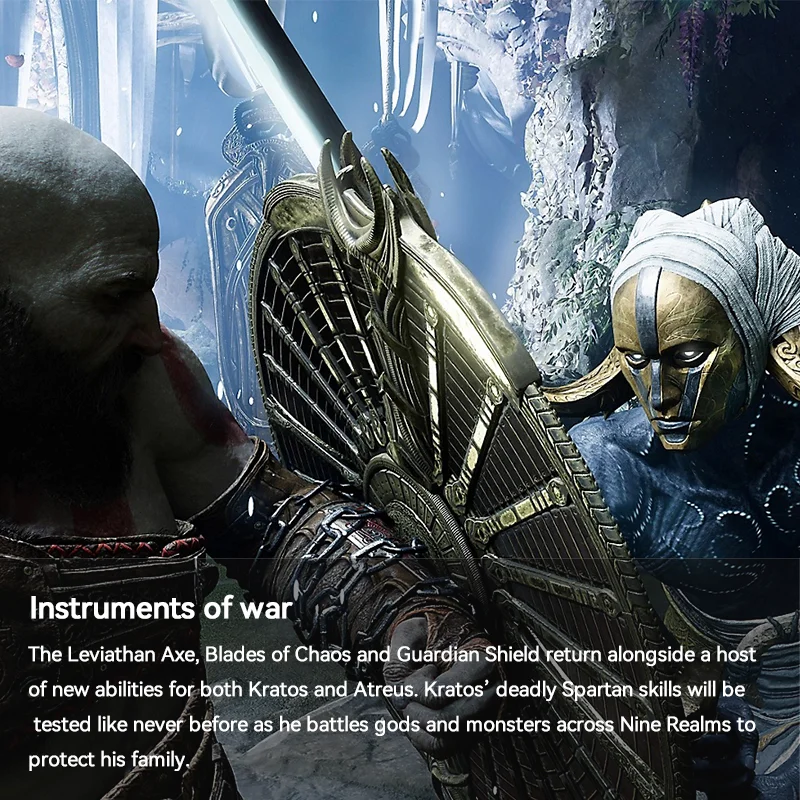 Instruments of war
The Leviathan Axe, Blades of Chaos and Guardian Shield return alongside a host
of new abilities for both Kratos and Atreus. Kratos’ deadly Spartan skills will be
tested like never before as he battles gods and monsters across Nine Realms to
protect his family.